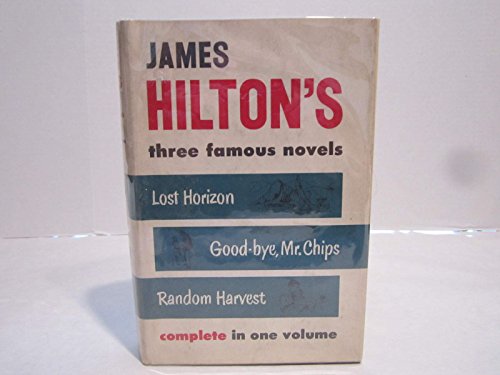 JAMES
HILTON'S
three famous novels
Lost Horizon
Good-bye, Mr. Chips
Random Harvest
complete in one volume